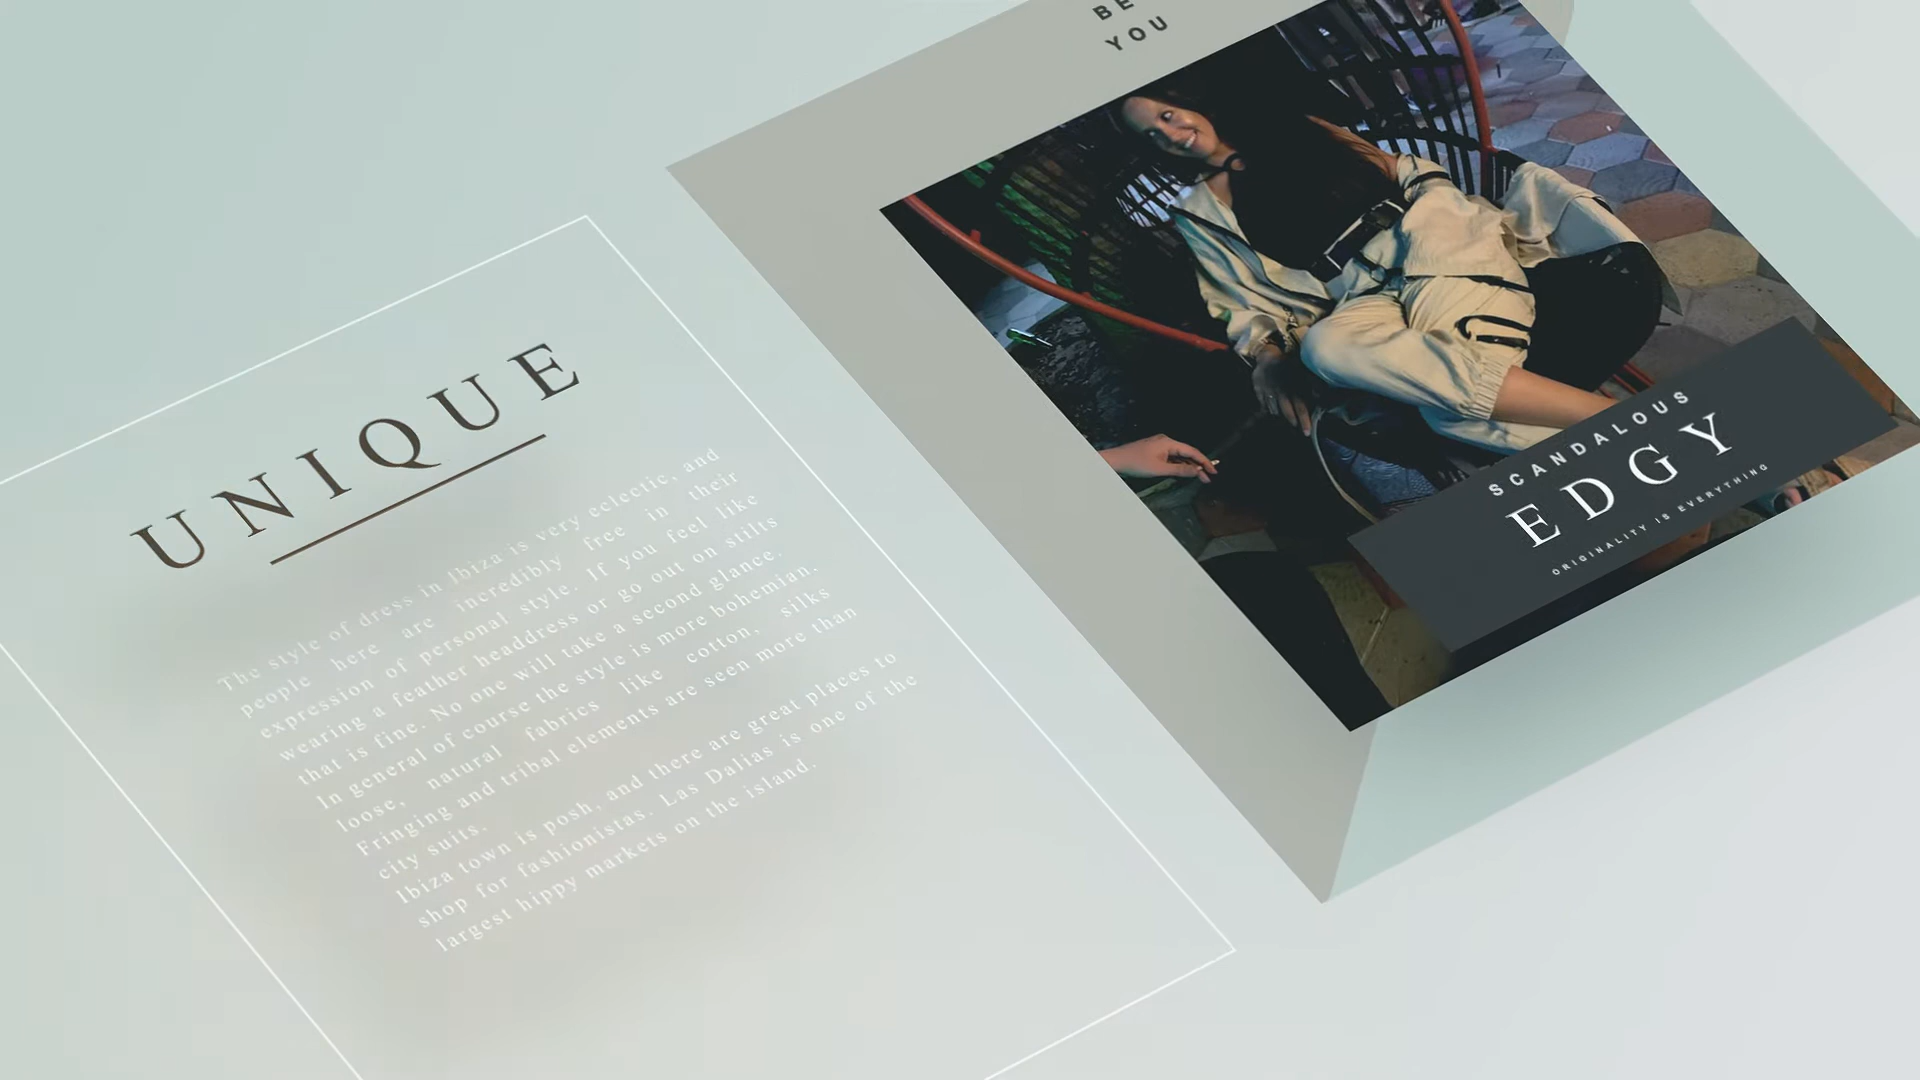 UNIQUE
The style of dress in Ibiza is very eclectic, and
people here are incredibly free in their
expression of personal style. If you feel like
wearing a feather headdress or go out on stilts
that is fine. No one will take a second glance.
In general of course the style is more bohemian.
loose, natural fabrics like cotton, silks
Fringing and tribal elements are seen more than
city suits.
Ibiza town is posh, and there are great places to
shop for fashionistas. Las Dalias is one of the
largest hippy markets on the island.
BE
YOU
SCANDALOUS
EDGY
ORIGINALITY IS EVERYTHING